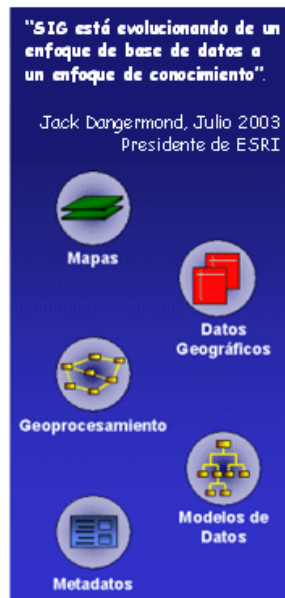 "SIG está evolucionando de un
enfoque de base de datos a
un enfoque de conocimiento".
Jack Dangermond, Julio 2003
Presidente de ESRI
Mapas
Datos
Geográficos
Geoprocesamiento
Modelos de
Datos
Metadatos